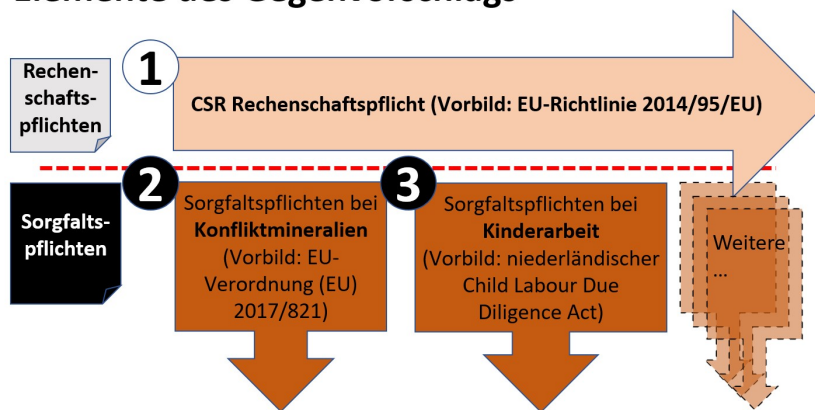 Elemente des Gegenvorschlags
Rechen-
schafts-
pflichten
1
CSR Rechenschaftspflicht (Vorbild: EU-Richtlinie 2014/95/EU)
Sorgfalts-
pflichten
2
Sorgfaltspflichten bei
Konfliktmineralien
(Vorbild: EU-
Verordnung (EU)
2017/821)
3
Sorgfaltspflichten bei
Kinderarbeit
(Vorbild: niederländischer
Child Labour Due
Diligence Act)
Weitere
...